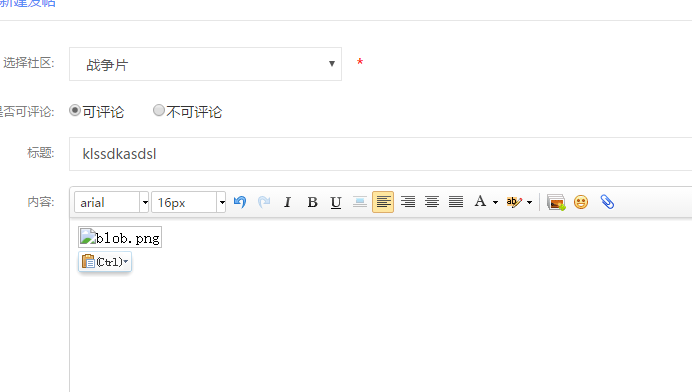 新建发帖
选择社区: 战争片 *
是否可评论: 可评论 不可评论
标题: klssdkasdsl
内容: arial 16px I B U A ab
blob.png
(Ctrl)